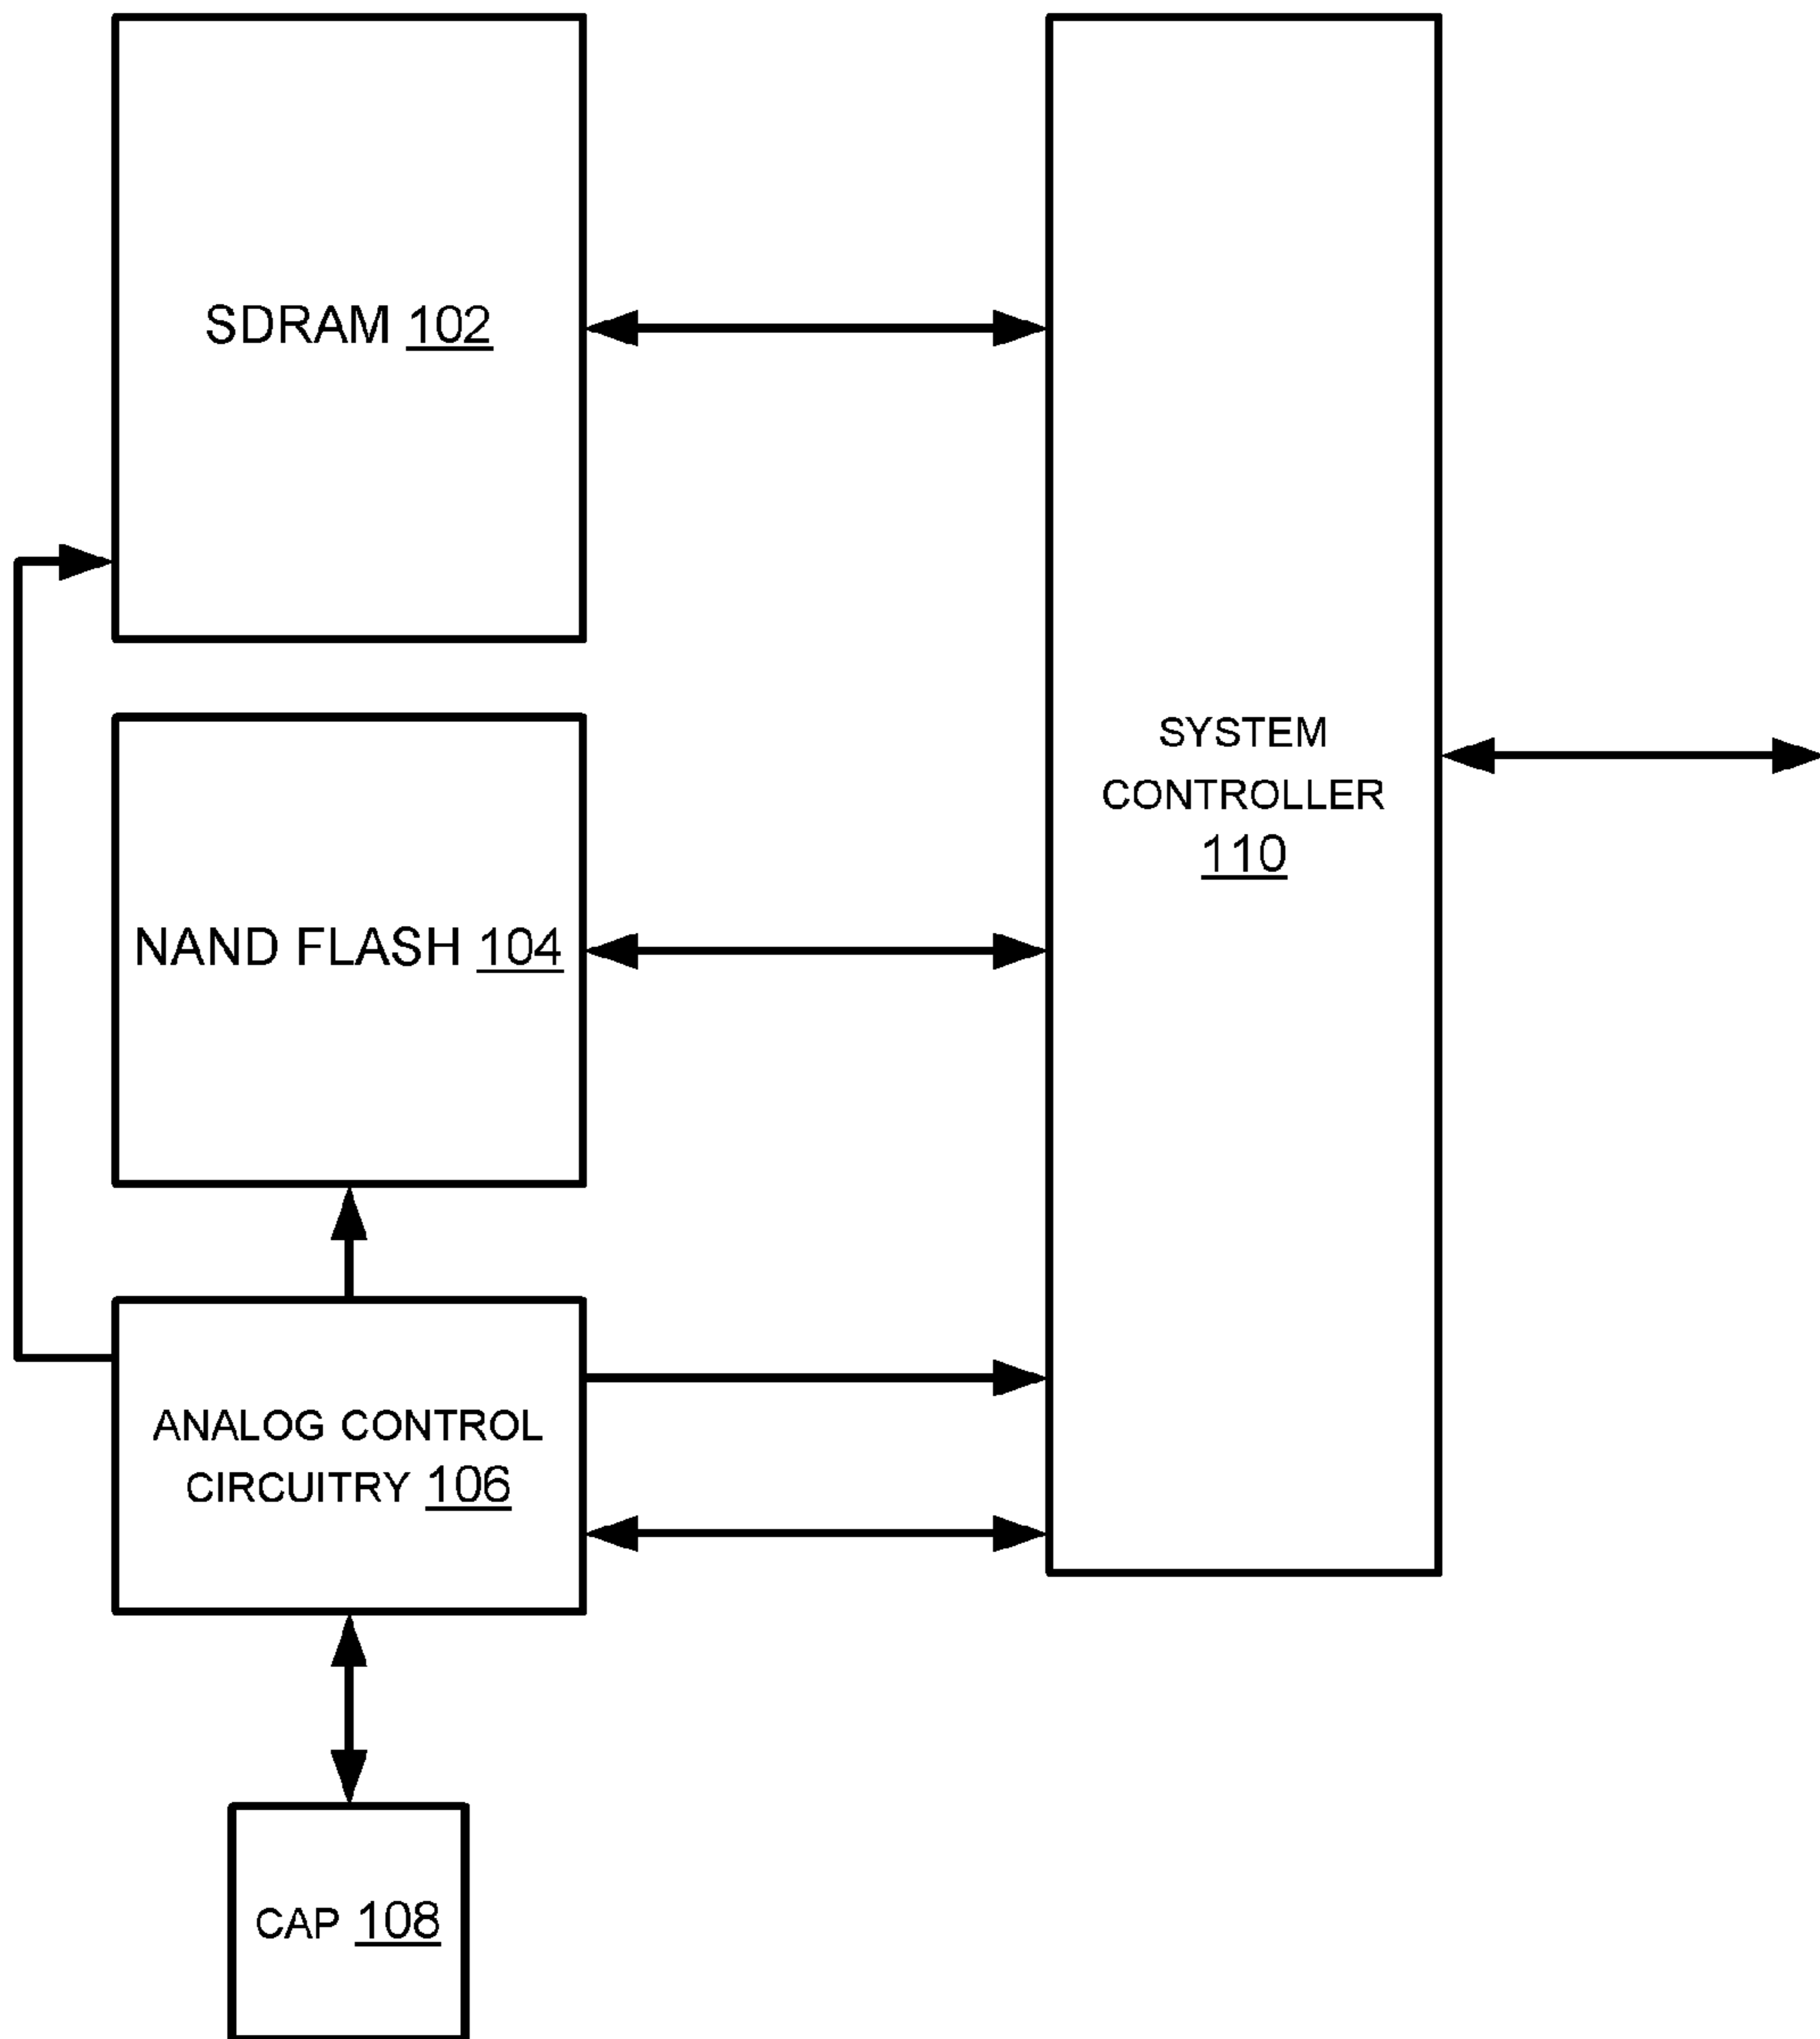 SDRAM 102
SYSTEM
CONTROLLER
110
NAND FLASH 104
ANALOG CONTROL
CIRCUITRY 106
CAP 108